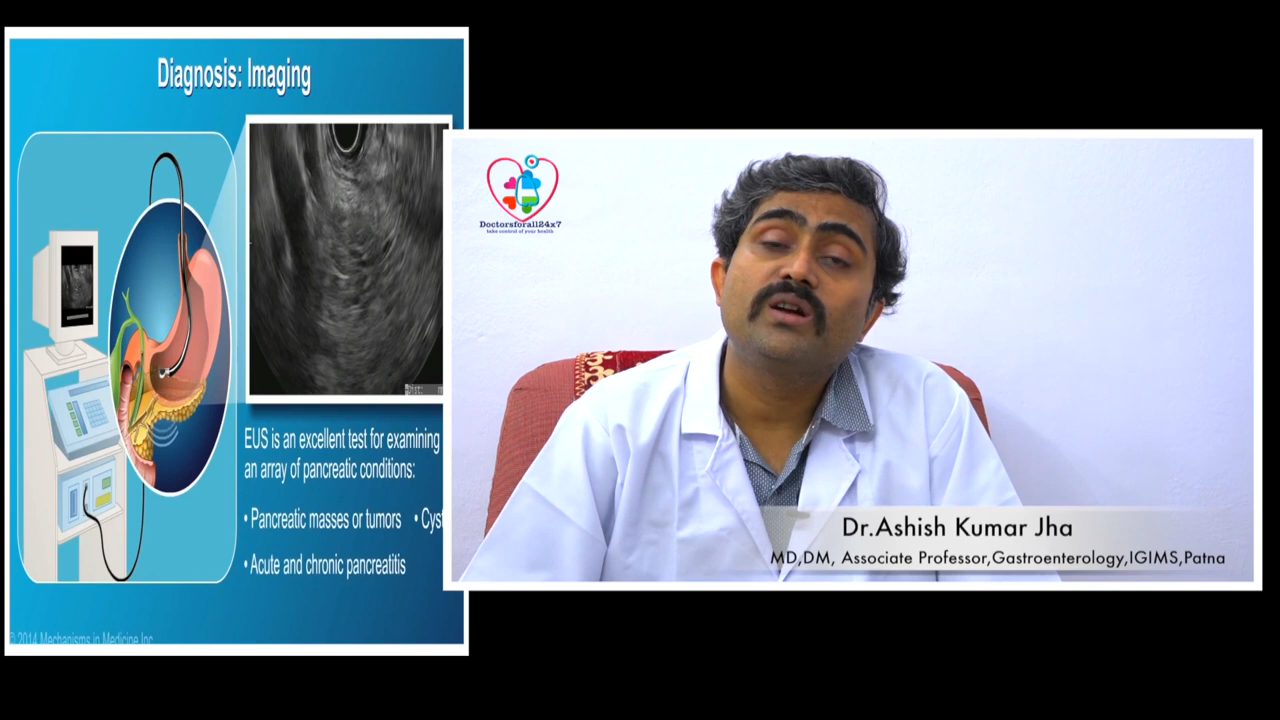 Diagnosis: Imaging
EUS is an excellent test for examining
an array of pancreatic conditions:
• Pancreatic masses or tumors • Cyst
• Acute and chronic pancreatitis
© 2014 Mechanisms in Medicine Inc.
Doctorsforall24x7
take control of your health
Dr.Ashish Kumar Jha
MD,DM, Associate Professor,Gastroenterology,IGIMS,Patna